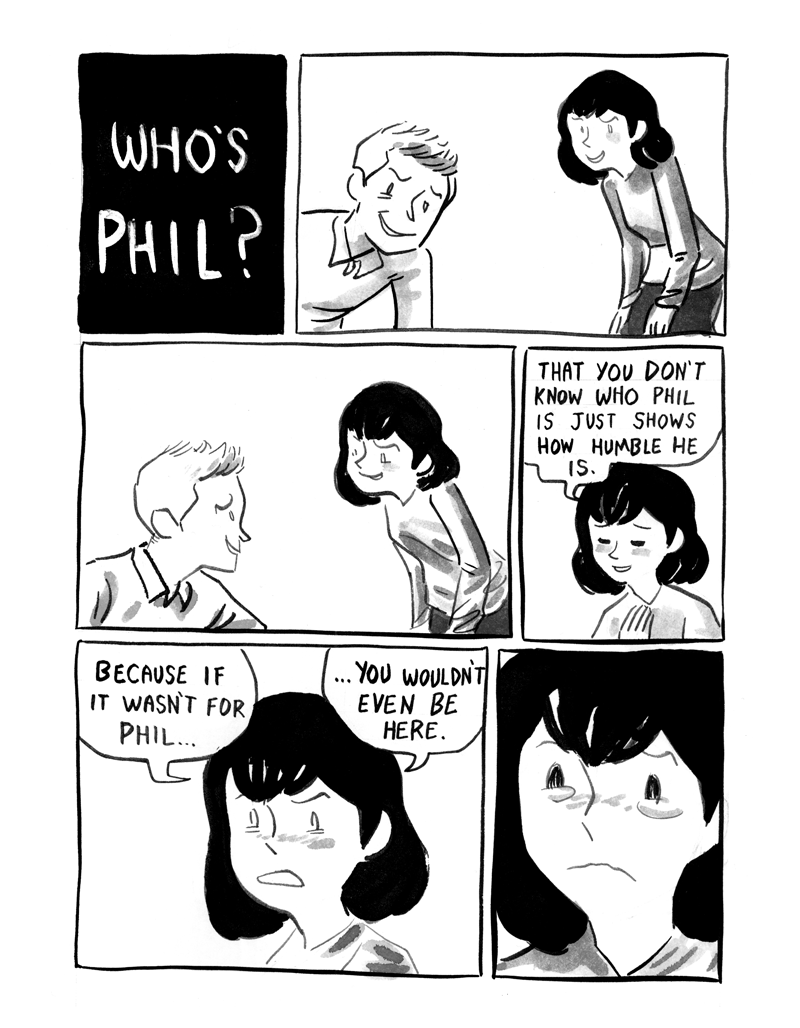 WHO'S
PHIL?
THAT YOU DON'T
KNOW WHO PHIL
IS JUST SHOWS
HOW HUMBLE HE
IS.
BECAUSE IF
IT WASN'T FOR
PHIL...
...YOU WOULDN'T
EVEN BE
HERE.